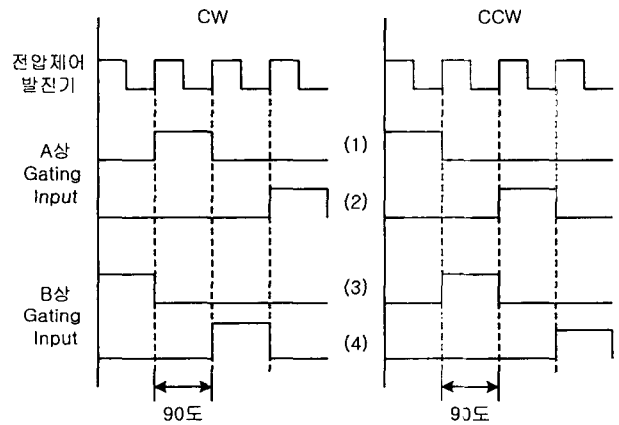 CW
CCW
전압제어
발진기
A상
Gating
Input
(1)
(2)
B상
Gating
Input
(3)
(4)
90도
90도